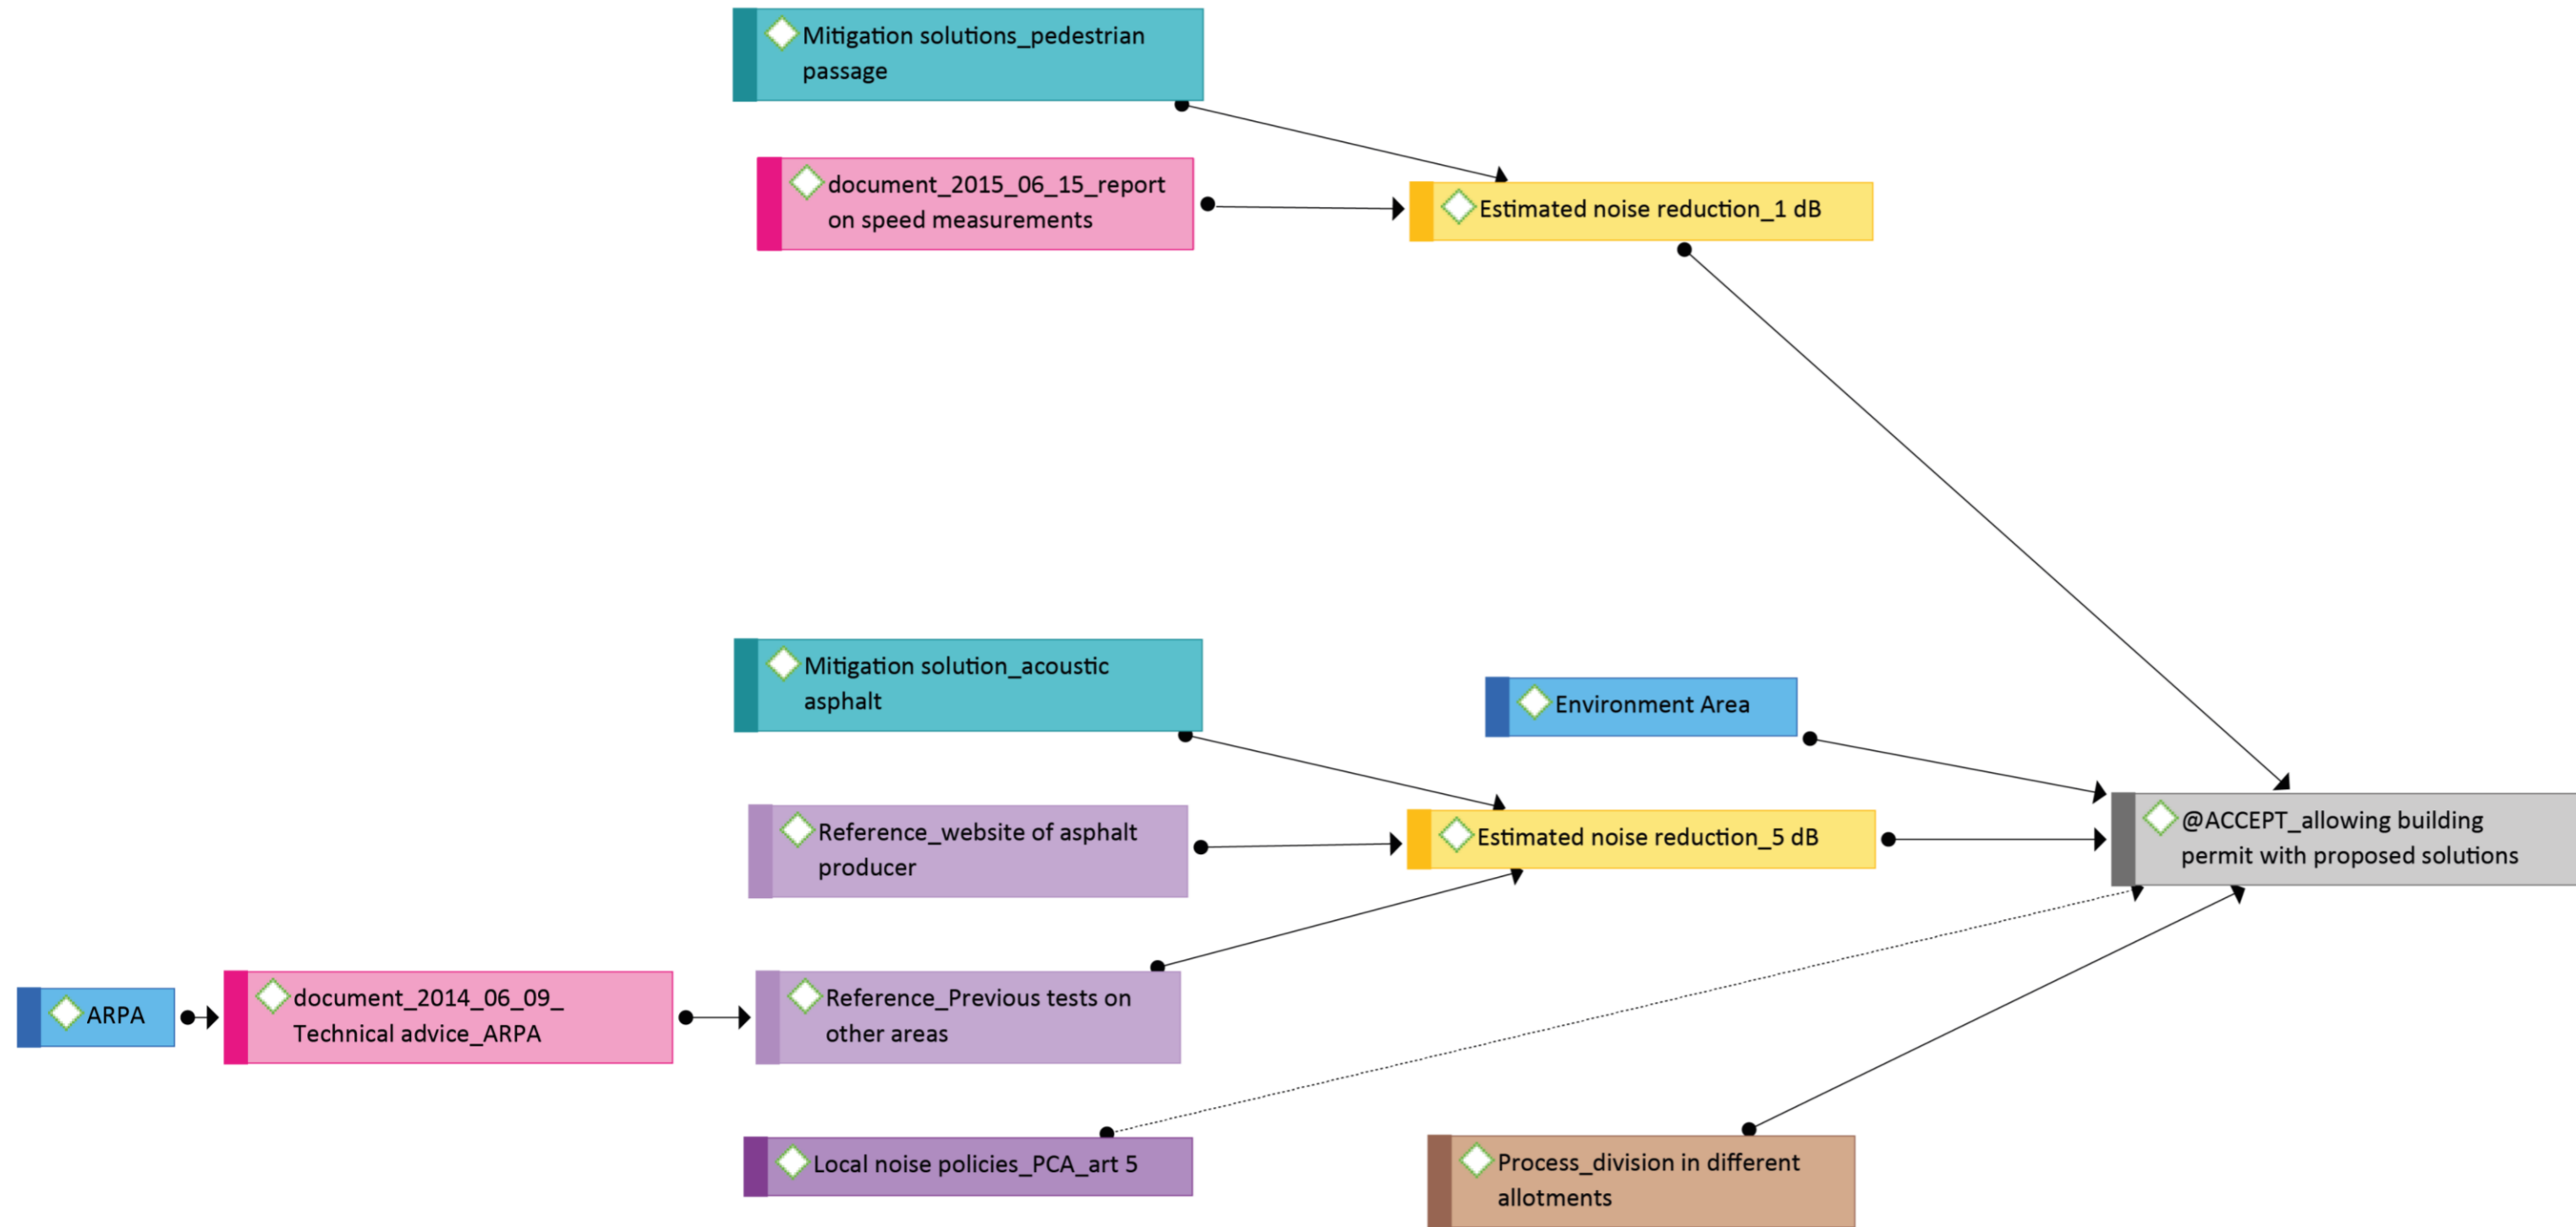 Mitigation solutions_pedestrian
passage
document_2015_06_15_report
on speed measurements
Estimated noise reduction_1 dB
Mitigation solution_acoustic
asphalt
Environment Area
Reference_website of asphalt
producer
Estimated noise reduction_5 dB
@ACCEPT_allowing building
permit with proposed solutions
ARPA
document_2014_06_09_
Technical advice_ARPA
Reference_Previous tests on
other areas
Local noise policies_PCA_art 5
Process_division in different
allotments